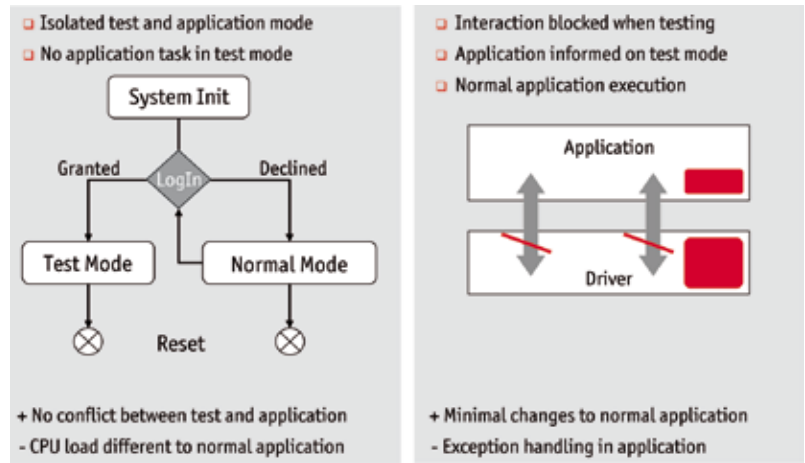 ❑ Isolated test and application mode
❑ No application task in test mode
System Init
Granted
LogIn
Declined
Test Mode
Normal Mode
Reset
+ No conflict between test and application
- CPU load different to normal application
❑ Interaction blocked when testing
❑ Application informed on test mode
❑ Normal application execution
Application
Driver
+ Minimal changes to normal application
- Exception handling in application